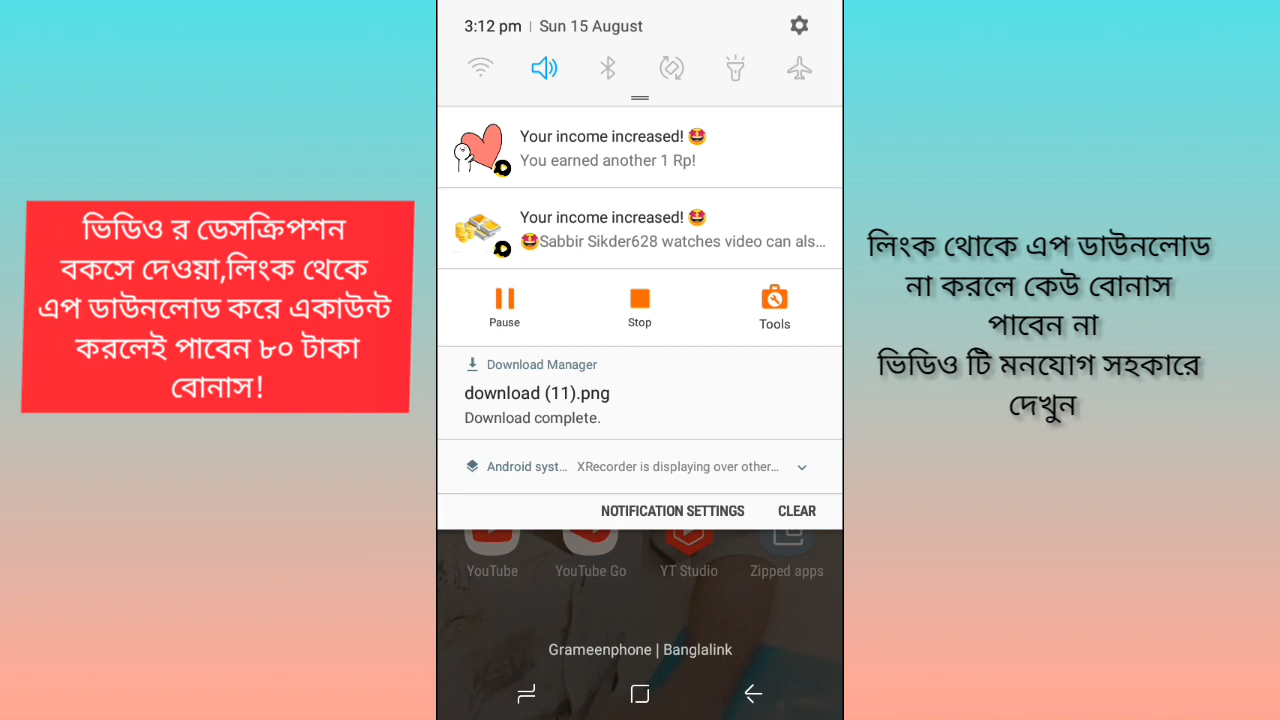 3:12 pm | Sun 15 August
Your income increased! 🤩
You earned another 1 Rp!
Your income increased! 🤩
🤩Sabbir Sikder628 watches video can als...
Pause
Stop
Tools
Download Manager
download (11).png
Download complete.
Android syst... XRecorder is displaying over other...
NOTIFICATION SETTINGS CLEAR
YouTube
YouTube Go
YT Studio
Zipped apps
Grameenphone | Banglalink
ভিডিও র ডেসক্রিপশন
বকসে দেওয়া,লিংক থেকে
এপ ডাউনলোড করে একাউন্ট
করলেই পাবেন ৮০ টাকা
বোনাস!
লিংক থোকে এপ ডাউনলোড
না করলে কেউ বোনাস
পাবেন না
ভিডিও টি মনযোগ সহকারে
দেখুন